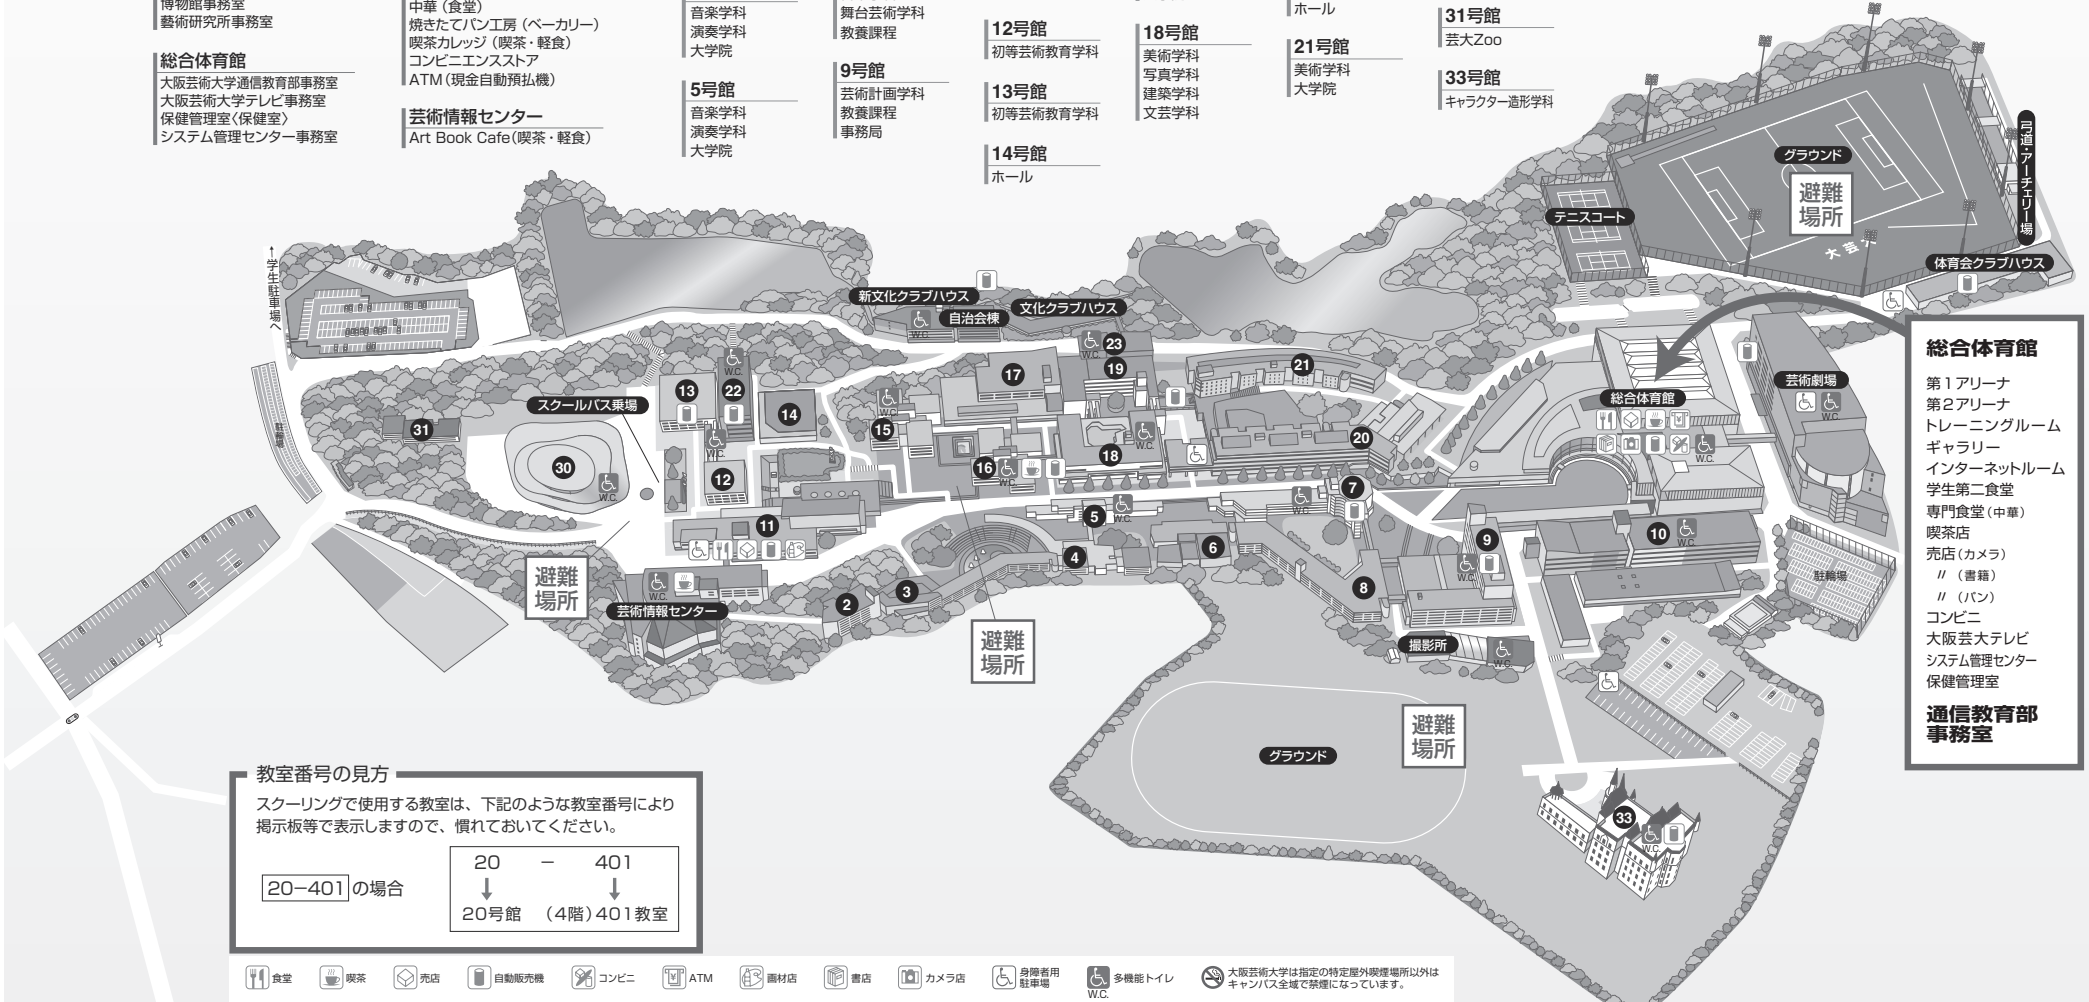 博物館事務室
藝術研究所事務室
総合体育館
大阪芸術大学通信教育部事務室
大阪芸術大学テレビ事務室
保健管理室〈保健室〉
システム管理センター事務室
中華（食堂）
焼きたてパン工房（ベーカリー）
喫茶カレッジ（喫茶・軽食）
コンビニエンスストア
ATM（現金自動預払機）
芸術情報センター
Art Book Cafe（喫茶・軽食）
音楽学科
演奏学科
大学院
5号館
音楽学科
演奏学科
大学院
舞台芸術学科
教養課程
9号館
芸術計画学科
教養課程
事務局
12号館
初等芸術教育学科
13号館
初等芸術教育学科
14号館
ホール
18号館
美術学科
写真学科
建築学科
文芸学科
ホール
21号館
美術学科
大学院
31号館
芸大Zoo
33号館
キャラクター造形学科
←学生駐車場へ
駐輪場
グラウンド
避難
場所
弓道・アーチェリー場
テニスコート
大芸大
体育会クラブハウス
新文化クラブハウス
自治会棟
文化クラブハウス
W.C.
23
W.C.
19
17
21
13
22
W.C.
14
スクールバス乗場
31
30
W.C.
12
W.C.
15
W.C.
16
W.C.
18
W.C.
20
総合体育館
W.C.
芸術劇場
W.C.
11
5
W.C.
4
6
7
W.C.
8
9
W.C.
10
W.C.
駐輪場
避難
場所
W.C.
芸術情報センター
2
3
避難
場所
撮影所
W.C.
避難
場所
グラウンド
33
W.C.
総合体育館
第1アリーナ
第2アリーナ
トレーニングルーム
ギャラリー
インターネットルーム
学生第二食堂
専門食堂（中華）
喫茶店
売店（カメラ）
〃（書籍）
〃（パン）
コンビニ
大阪芸大テレビ
システム管理センター
保健管理室
通信教育部
事務室
教室番号の見方
スクーリングで使用する教室は、下記のような教室番号により
掲示板等で表示しますので、慣れておいてください。
20−401の場合
20 − 401
↓ ↓
20号館 （4階）401教室
食堂
喫茶
売店
自動販売機
コンビニ
ATM
画材店
書店
カメラ店
身障者用
駐車場
W.C.
多機能トイレ
大阪芸術大学は指定の特定屋外喫煙場所以外は
キャンパス全域で禁煙になっています。